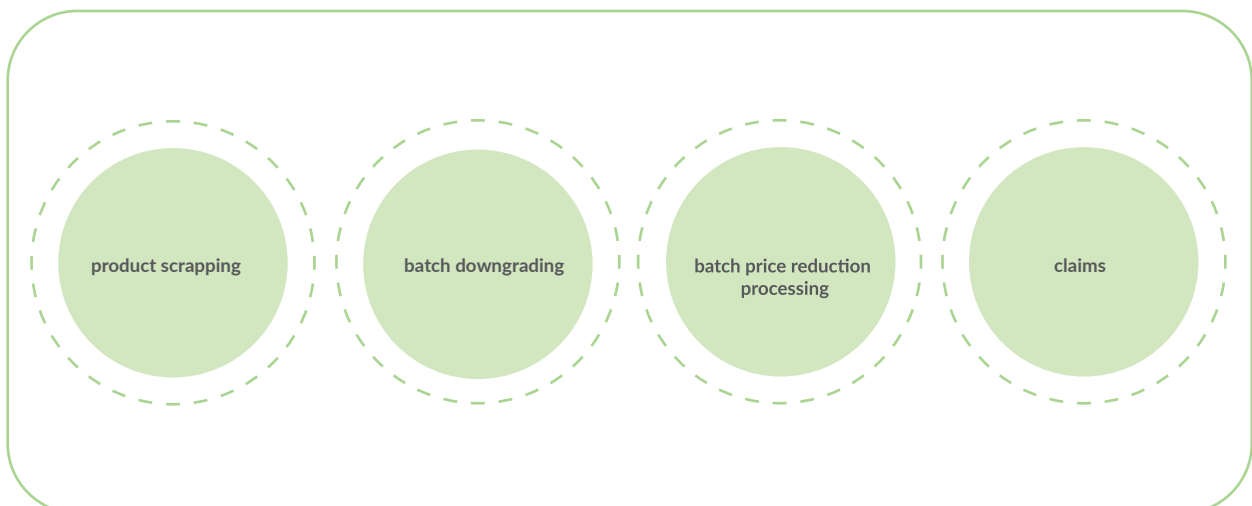 product scrapping
batch downgrading
batch price reduction
processing
claims